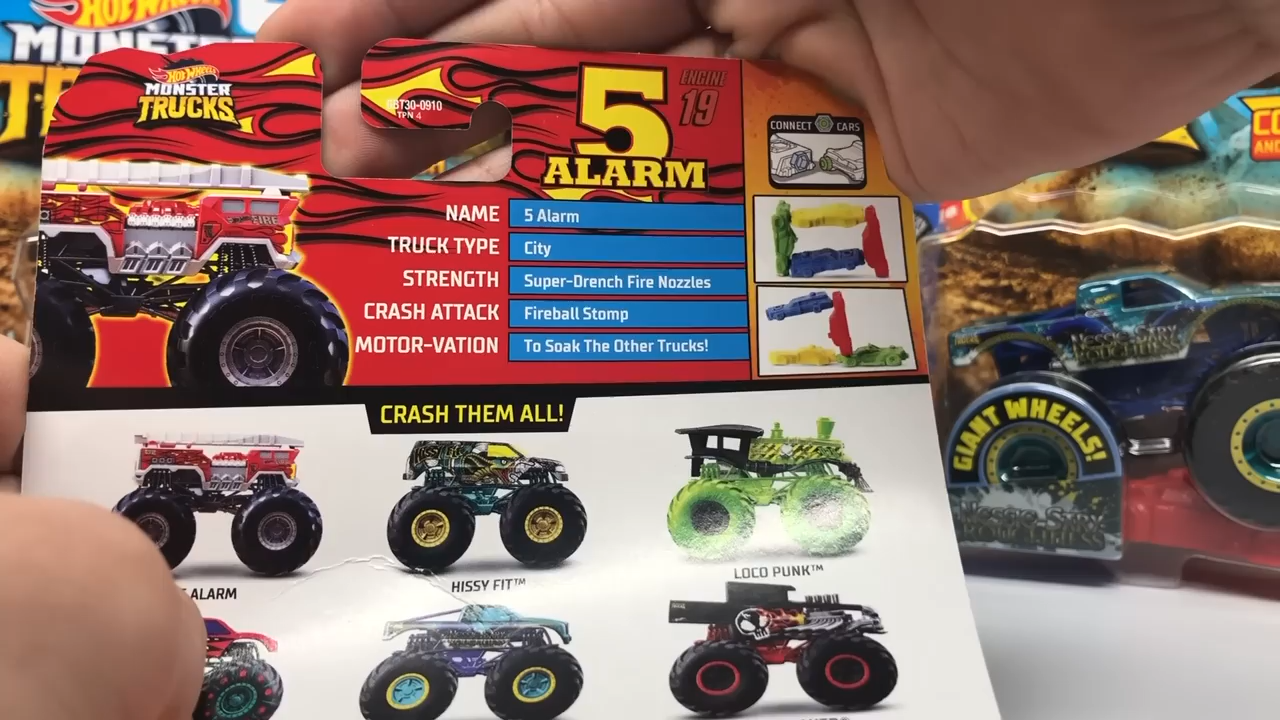 HOT WHEELS
MONSTER
TRUCKS
GBT30-0910
TPN 4
5
ALARM
ENGINE
19
CONNECT CARS
FIRE
NAME 5 Alarm
TRUCK TYPE City
STRENGTH Super-Drench Fire Nozzles
CRASH ATTACK Fireball Stomp
MOTOR-VATION To Soak The Other Trucks!
CRASH THEM ALL!
ALARM
HISSY FIT™
LOCO PUNK™
GIANT WHEELS!